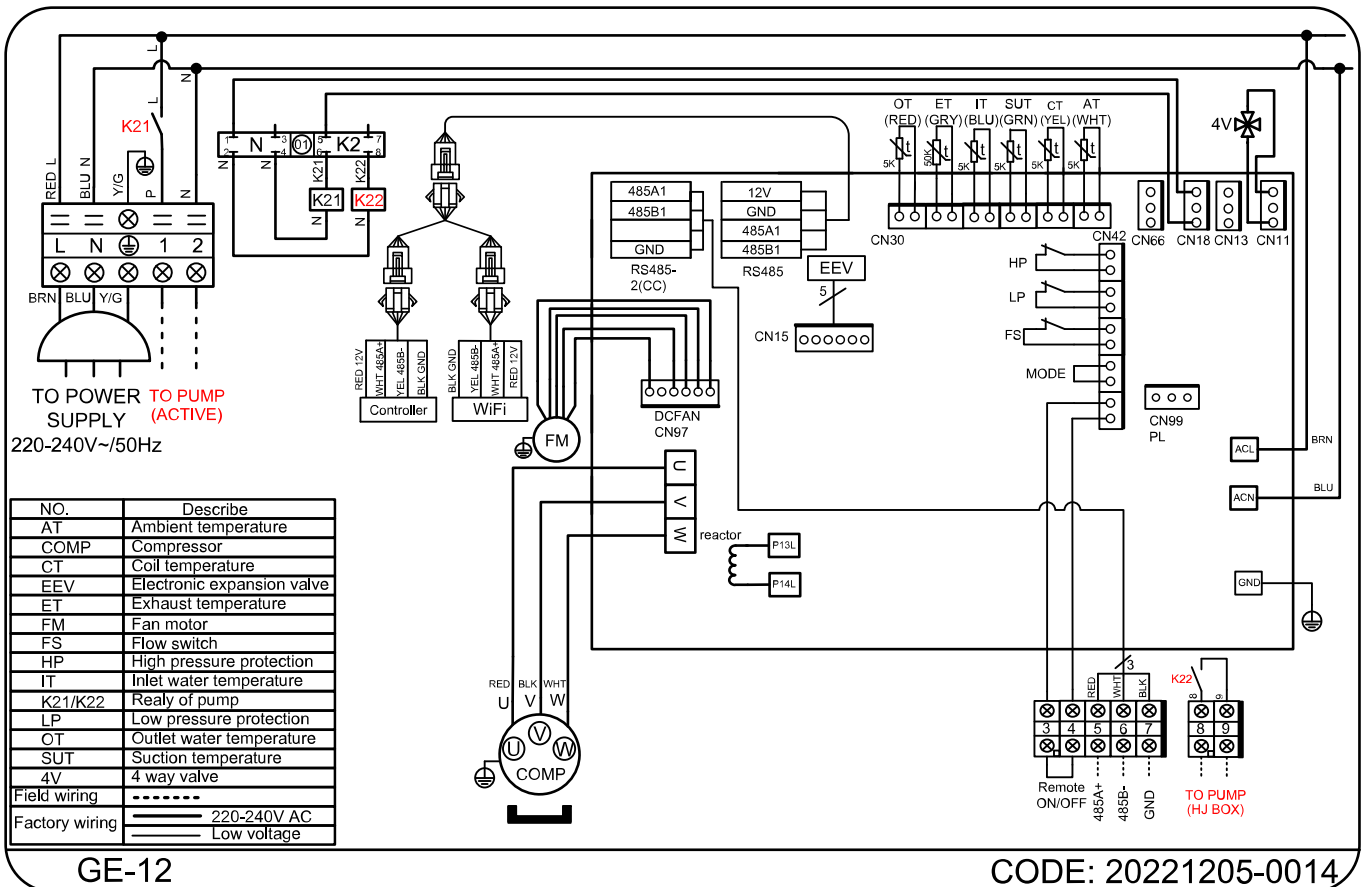 L
N
L
K21
RED L
BLU N
Y/G
P
N
L N 1 2
BRN BLU Y/G
TO POWER SUPPLY
220-240V~/50Hz
TO PUMP
(ACTIVE)
1 3 5 7
N 01 K2
2 4 6 8
N N K21 K22
K21 K22
N N
RED 12V
WHT 485A+
YEL 485B-
BLK GND
Controller
BLK GND
YEL 485B-
WHT 485A+
RED 12V
WiFi
485A1
485B1
GND
RS485-
2(CC)
12V
GND
485A1
485B1
RS485
EEV
5
CN15
OT ET IT SUT CT AT
(RED) (GRY) (BLU) (GRN) (YEL) (WHT)
t t t t t t
5K 50K 5K 5K 5K 5K
CN30
4V
CN42 CN66 CN18 CN13 CN11
HP
LP
FS
MODE
CN99
PL
DCFAN
CN97
FM
U
V
W
reactor
P13L
P14L
ACL
BRN
ACN
BLU
GND
RED BLK WHT
U V W
U V W
COMP
3
RED
WHT
BLK
3 4 5 6 7
Remote
ON/OFF
485A+
485B-
GND
K22
8 9
8 9
TO PUMP
(HJ BOX)
NO. Describe
AT Ambient temperature
COMP Compressor
CT Coil temperature
EEV Electronic expansion valve
ET Exhaust temperature
FM Fan motor
FS Flow switch
HP High pressure protection
IT Inlet water temperature
K21/K22 Realy of pump
LP Low pressure protection
OT Outlet water temperature
SUT Suction temperature
4V 4 way valve
Field wiring
Factory wiring 220-240V AC
Low voltage
GE-12
CODE: 20221205-0014